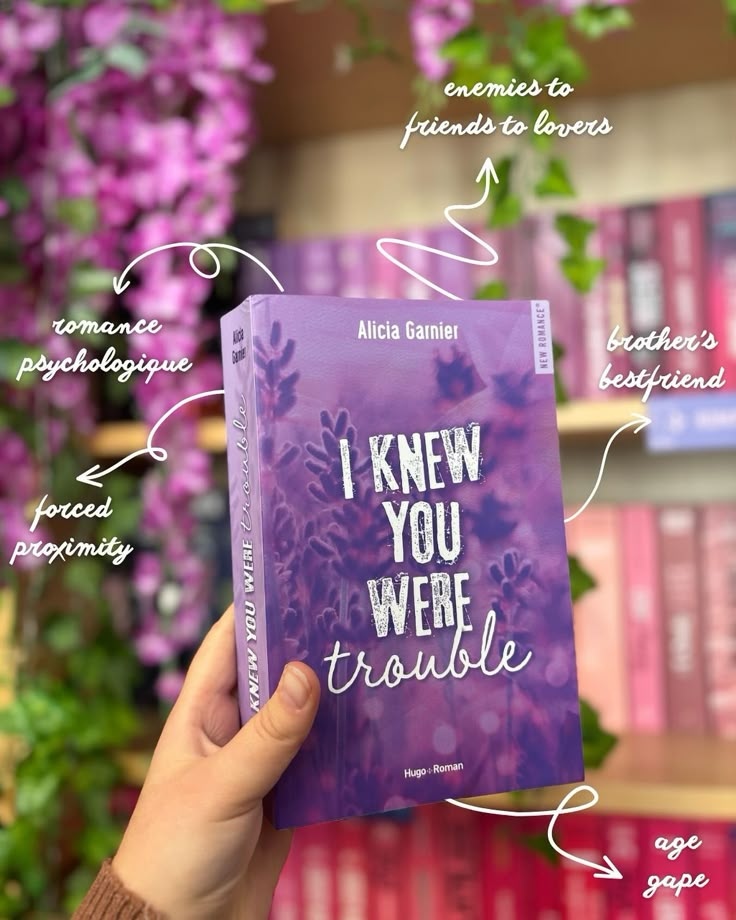 enemies to
friends to lovers
romance
psychologique
brother's
bestfriend
forced
proximity
age
gape
Alicia Garnier
NEW ROMANCE®
I KNEW
YOU
WERE
trouble
Hugo Roman
Alicia
Garnier
KNEW YOU WERE trouble